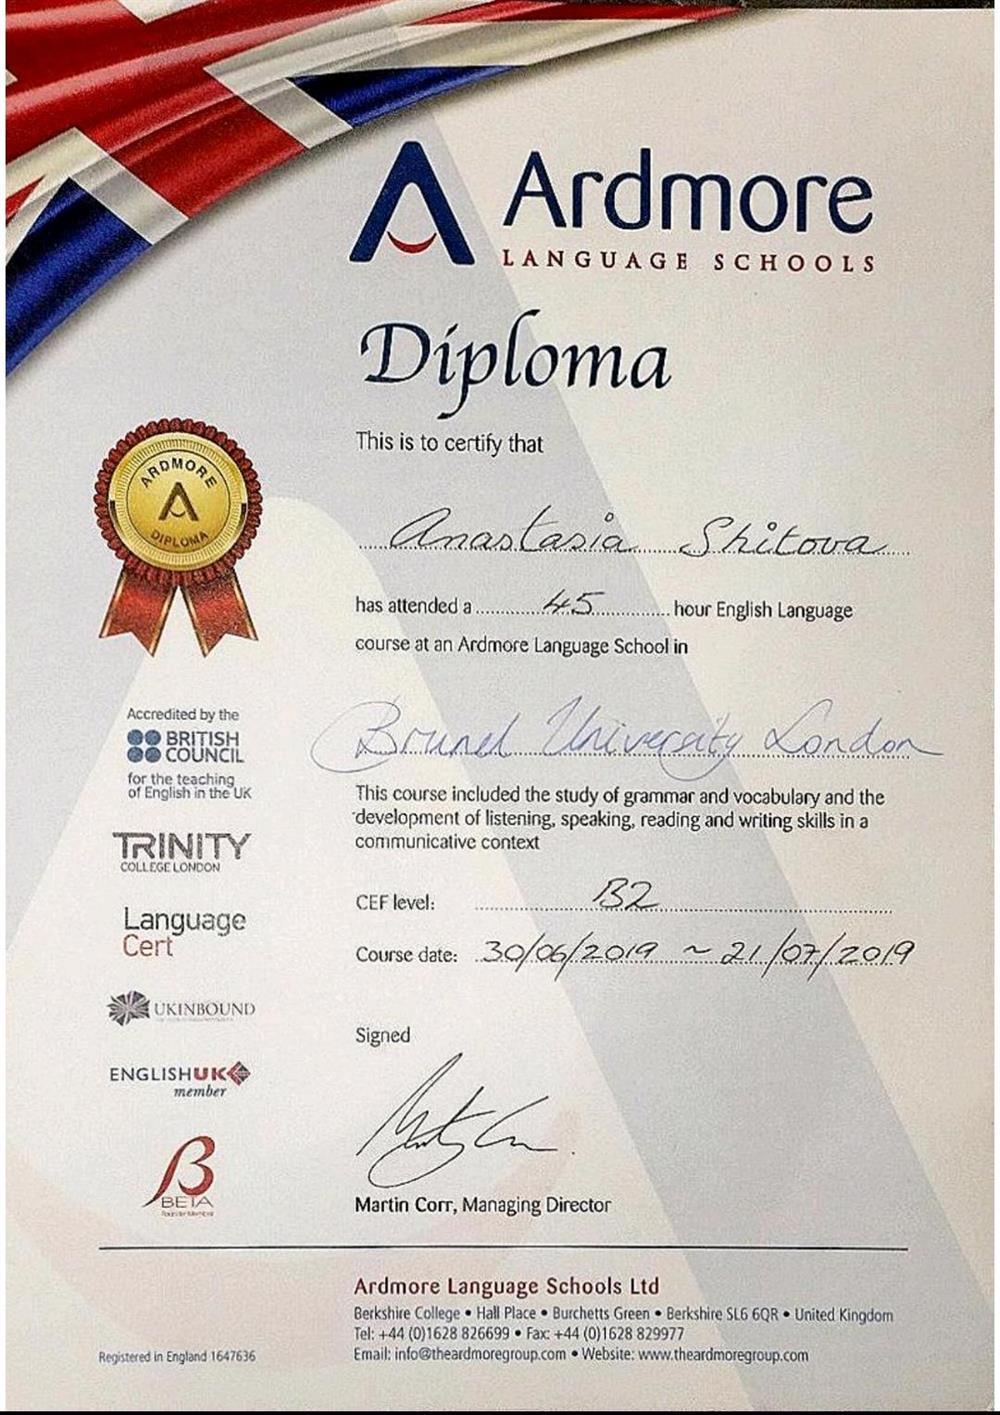 Ardmore
LANGUAGE SCHOOLS
Diploma
This is to certify that
Anastasia Shitova
has attended a 45 hour English Language
course at an Ardmore Language School in
Brunel University London
This course included the study of grammar and vocabulary and the
development of listening, speaking, reading and writing skills in a
communicative context
CEF level: B2
Course date: 30/06/2019 ~ 21/07/2019
Signed
Martin Corr, Managing Director
ARDMORE
DIPLOMA
Accredited by the
BRITISH
COUNCIL
for the teaching
of English in the UK
TRINITY
COLLEGE LONDON
Language
Cert
UKINBOUND
ENGLISHUK
member
BETA
Ardmore Language Schools Ltd
Berkshire College • Hall Place • Burchetts Green • Berkshire SL6 6QR • United Kingdom
Tel: +44 (0)1628 826699 • Fax: +44 (0)1628 829977
Email: info@theardmoregroup.com • Website: www.theardmoregroup.com
Registered in England 1647636